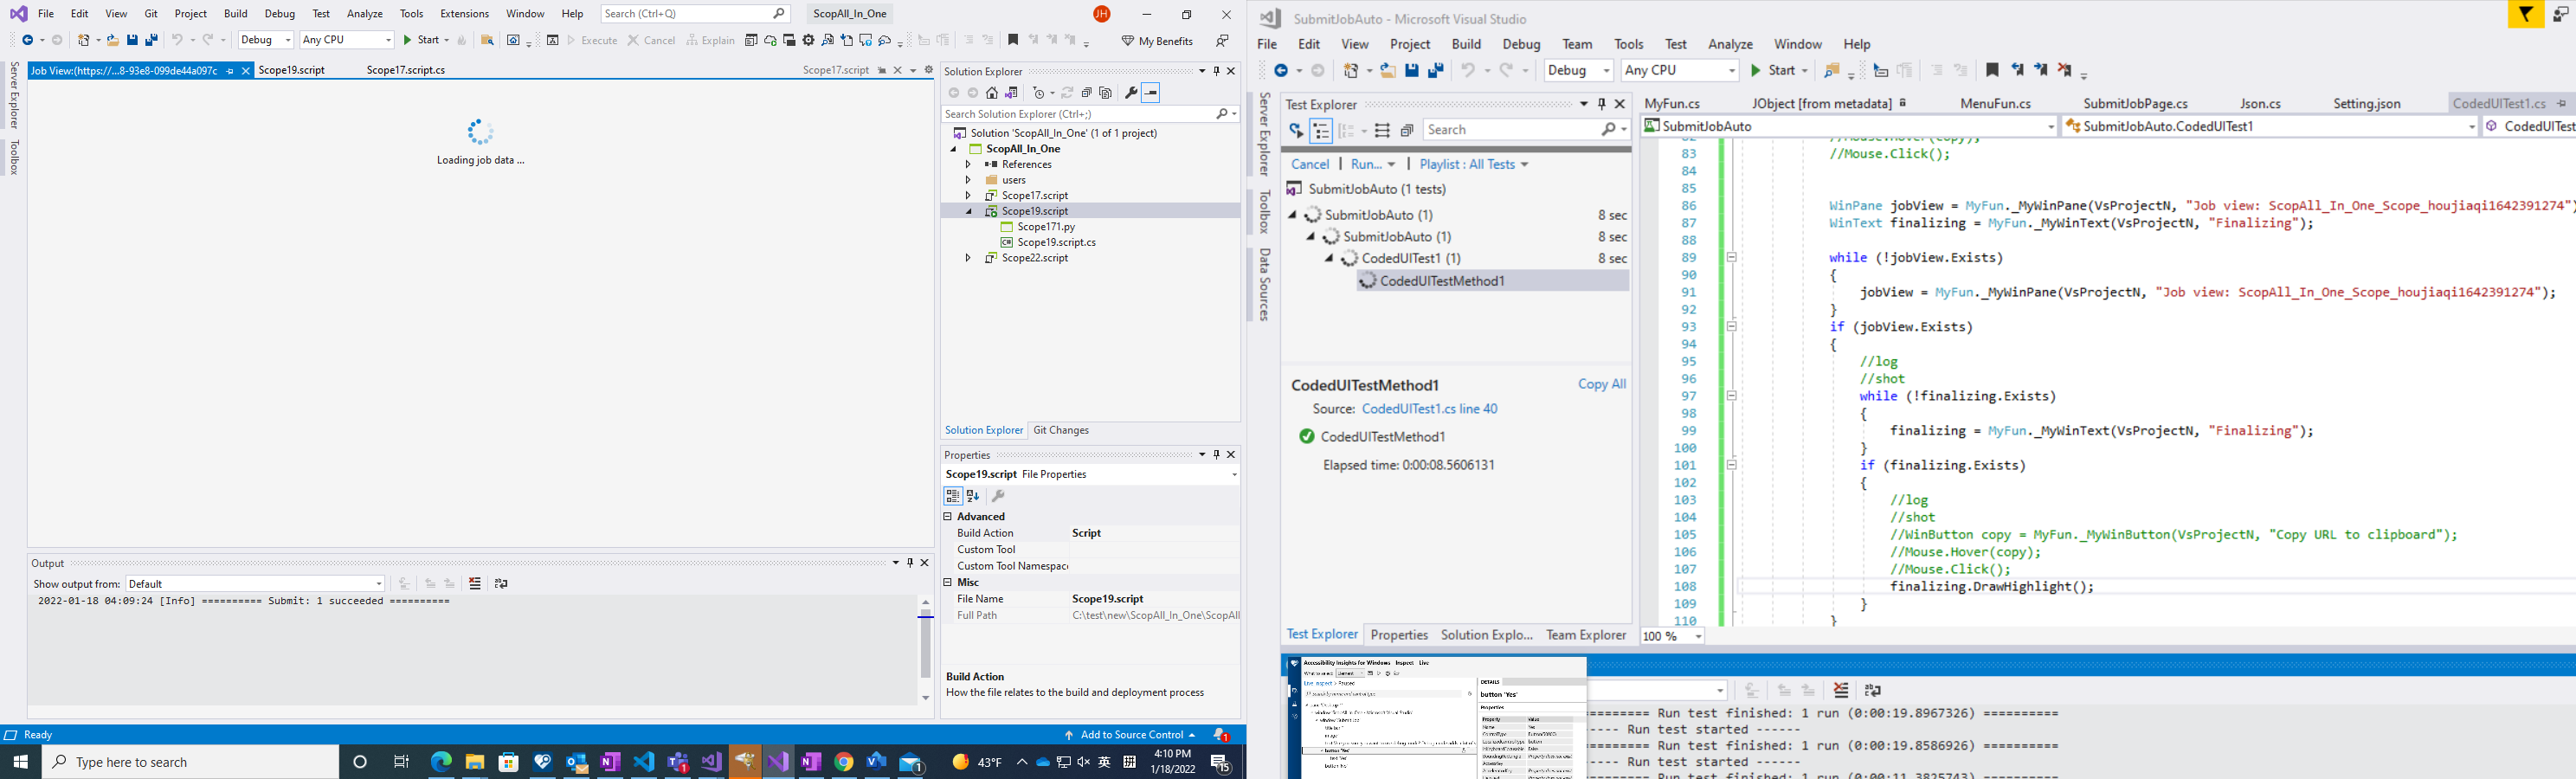 File Edit View Git Project Build Debug Test Analyze Tools Extensions Window Help Search (Ctrl+Q) ScopAll_In_One JH
Debug Any CPU Start Execute Cancel Explain My Benefits
Server Explorer
Toolbox
Job View:(https://...8-93e8-099de44a097c Scope19.script Scope17.script.cs Scope17.script
Loading job data ...
Solution Explorer
Search Solution Explorer (Ctrl+;)
Solution 'ScopAll_In_One' (1 of 1 project)
ScopAll_In_One
References
users
Scope17.script
Scope19.script
Scope171.py
Scope19.script.cs
Scope22.script
Solution Explorer Git Changes
Properties
Scope19.script File Properties
Advanced
Build Action Script
Custom Tool
Custom Tool Namespac
Misc
File Name Scope19.script
Full Path C:\test\new\ScopAll_In_One\ScopAll
Build Action
How the file relates to the build and deployment process
Output
Show output from: Default
2022-01-18 04:09:24 [Info] ========== Submit: 1 succeeded ==========
Ready
Add to Source Control 1
Type here to search
43°F 英 4:10 PM
1/18/2022 15
SubmitJobAuto - Microsoft Visual Studio
File Edit View Project Build Debug Team Tools Test Analyze Window Help
Debug Any CPU Start
Server Explorer
Toolbox
Data Sources
Test Explorer
Search
Cancel Run... Playlist : All Tests
SubmitJobAuto (1 tests)
SubmitJobAuto (1) 8 sec
SubmitJobAuto (1) 8 sec
CodedUITest1 (1) 8 sec
CodedUITestMethod1
CodedUITestMethod1 Copy All
Source: CodedUITest1.cs line 40
CodedUITestMethod1
Elapsed time: 0:00:08.5606131
Test Explorer Properties Solution Explo... Team Explorer
MyFun.cs JObject [from metadata] MenuFun.cs SubmitJobPage.cs Json.cs Setting.json CodedUITest1.cs
SubmitJobAuto SubmitJobAuto.CodedUITest1 CodedUITest
82 //Mouse.Hover(copy);
83 //Mouse.Click();
84
85
86 WinPane jobView = MyFun._MyWinPane(VsProjectN, "Job view: ScopAll_In_One_Scope_houjiaqi1642391274")
87 WinText finalizing = MyFun._MyWinText(VsProjectN, "Finalizing");
88
89 while (!jobView.Exists)
90 {
91 jobView = MyFun._MyWinPane(VsProjectN, "Job view: ScopAll_In_One_Scope_houjiaqi1642391274");
92 }
93 if (jobView.Exists)
94 {
95 //log
96 //shot
97 while (!finalizing.Exists)
98 {
99 finalizing = MyFun._MyWinText(VsProjectN, "Finalizing");
100 }
101 if (finalizing.Exists)
102 {
103 //log
104 //shot
105 //WinButton copy = MyFun._MyWinButton(VsProjectN, "Copy URL to clipboard");
106 //Mouse.Hover(copy);
107 //Mouse.Click();
108 finalizing.DrawHighlight();
109 }
110 }
100 %
Accessibility Insights for Windows Inspect Live
DETAILS
button 'Yes'
Properties
========= Run test finished: 1 run (0:00:19.8967326) ==========
---- Run test started ------
========= Run test finished: 1 run (0:00:19.8586926) ==========
---- Run test started ------
========= Run test finished: 1 run (0:00:11.3825743) ==========